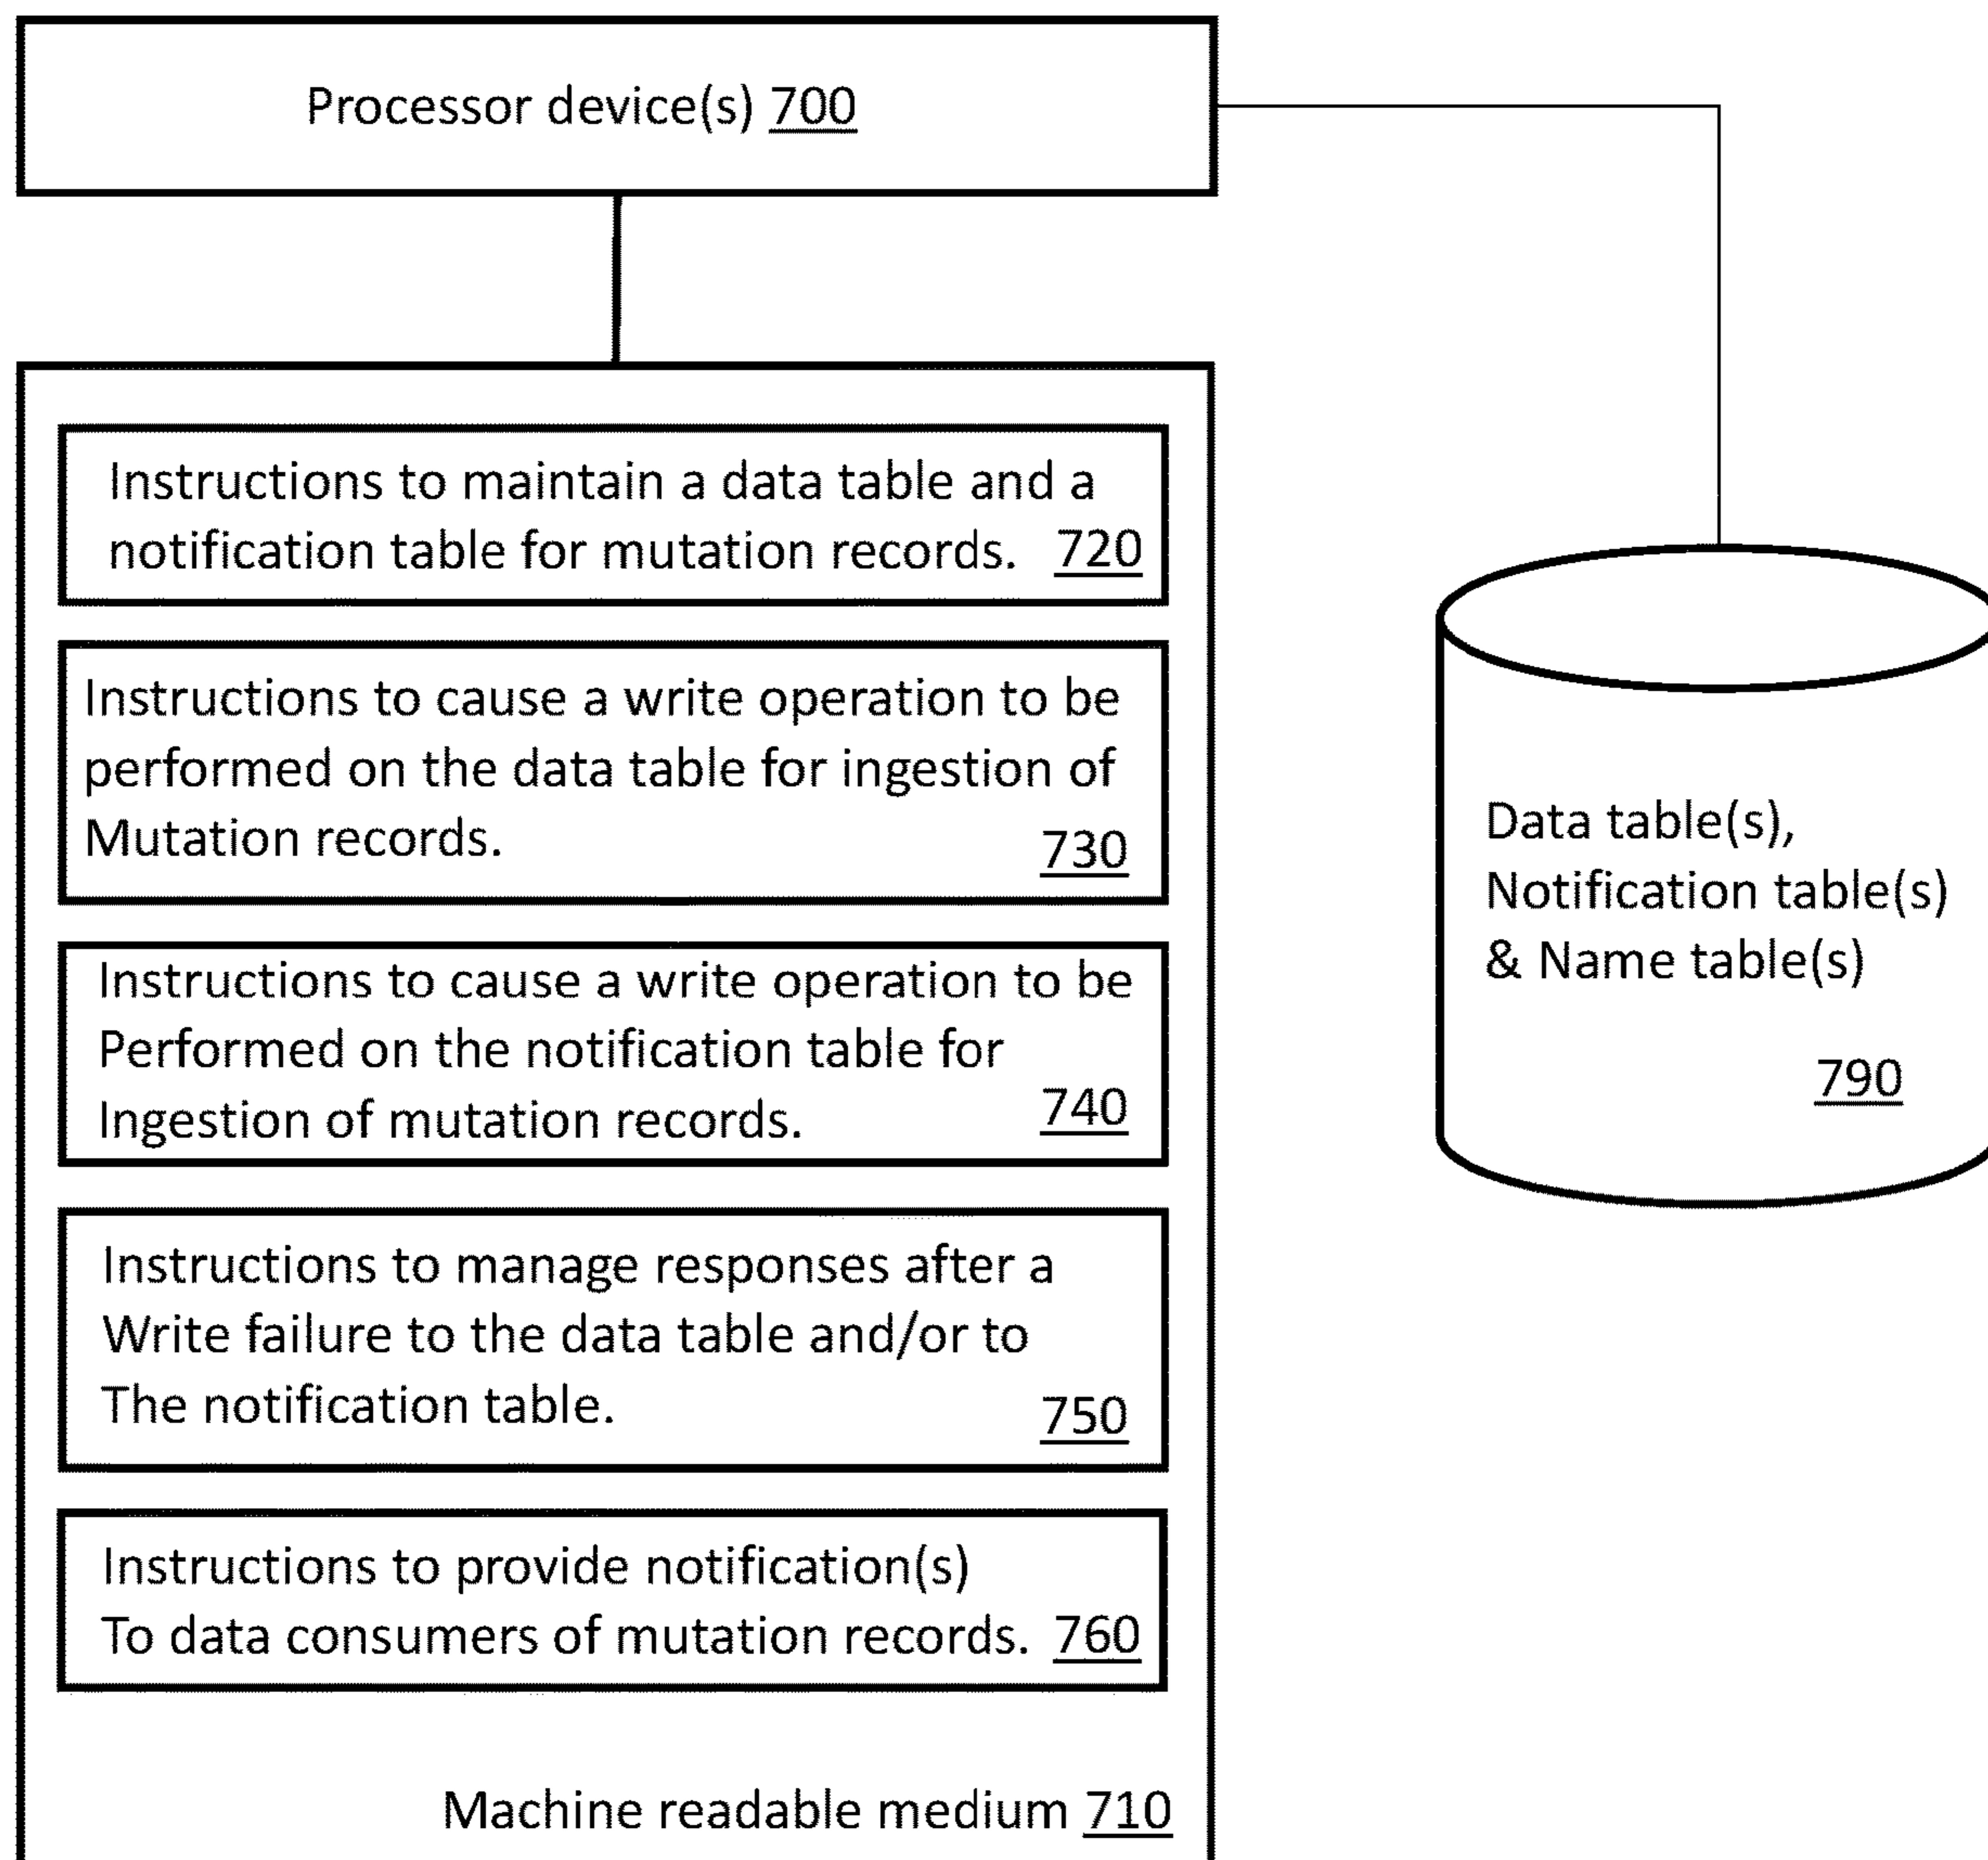 Processor device(s) 700
Instructions to maintain a data table and a
notification table for mutation records. 720
Instructions to cause a write operation to be
performed on the data table for ingestion of
Mutation records. 730
Instructions to cause a write operation to be
Performed on the notification table for
Ingestion of mutation records. 740
Instructions to manage responses after a
Write failure to the data table and/or to
The notification table. 750
Instructions to provide notification(s)
To data consumers of mutation records. 760
Machine readable medium 710
Data table(s),
Notification table(s)
& Name table(s)
790